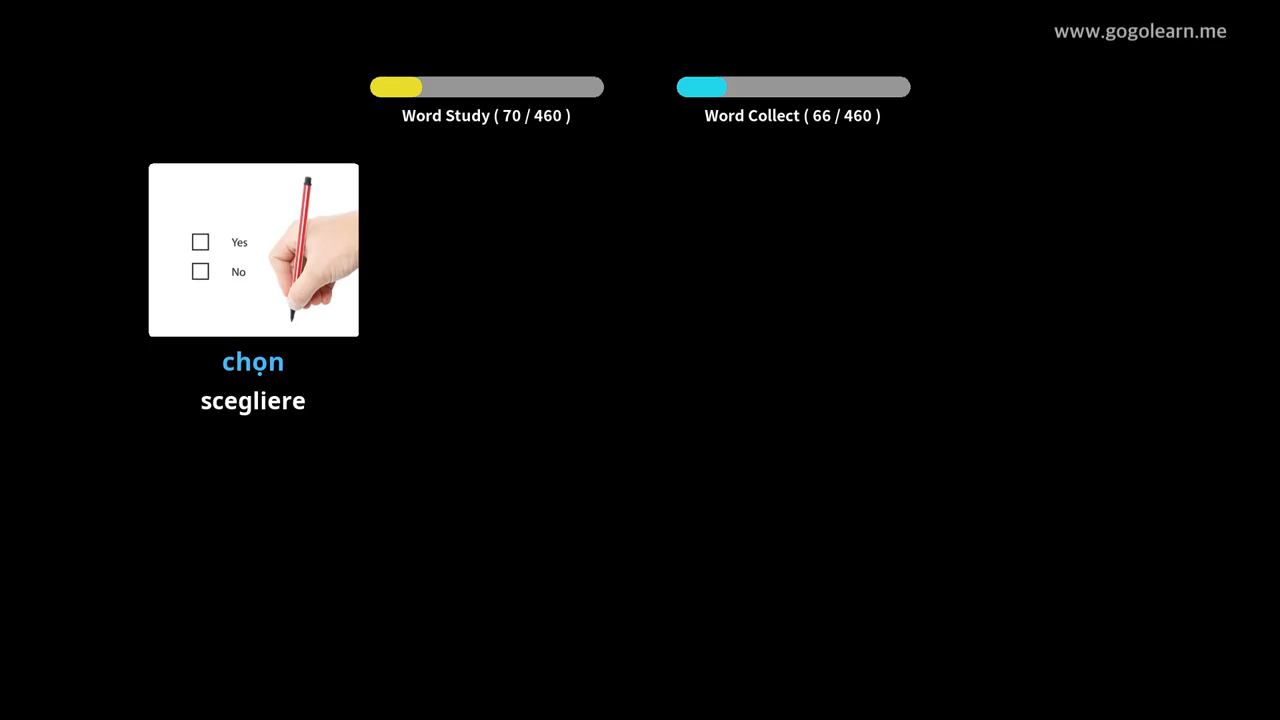 www.gogolearn.me
Word Study ( 70 / 460 )
Word Collect ( 66 / 460 )
Yes
No
chọn
scegliere